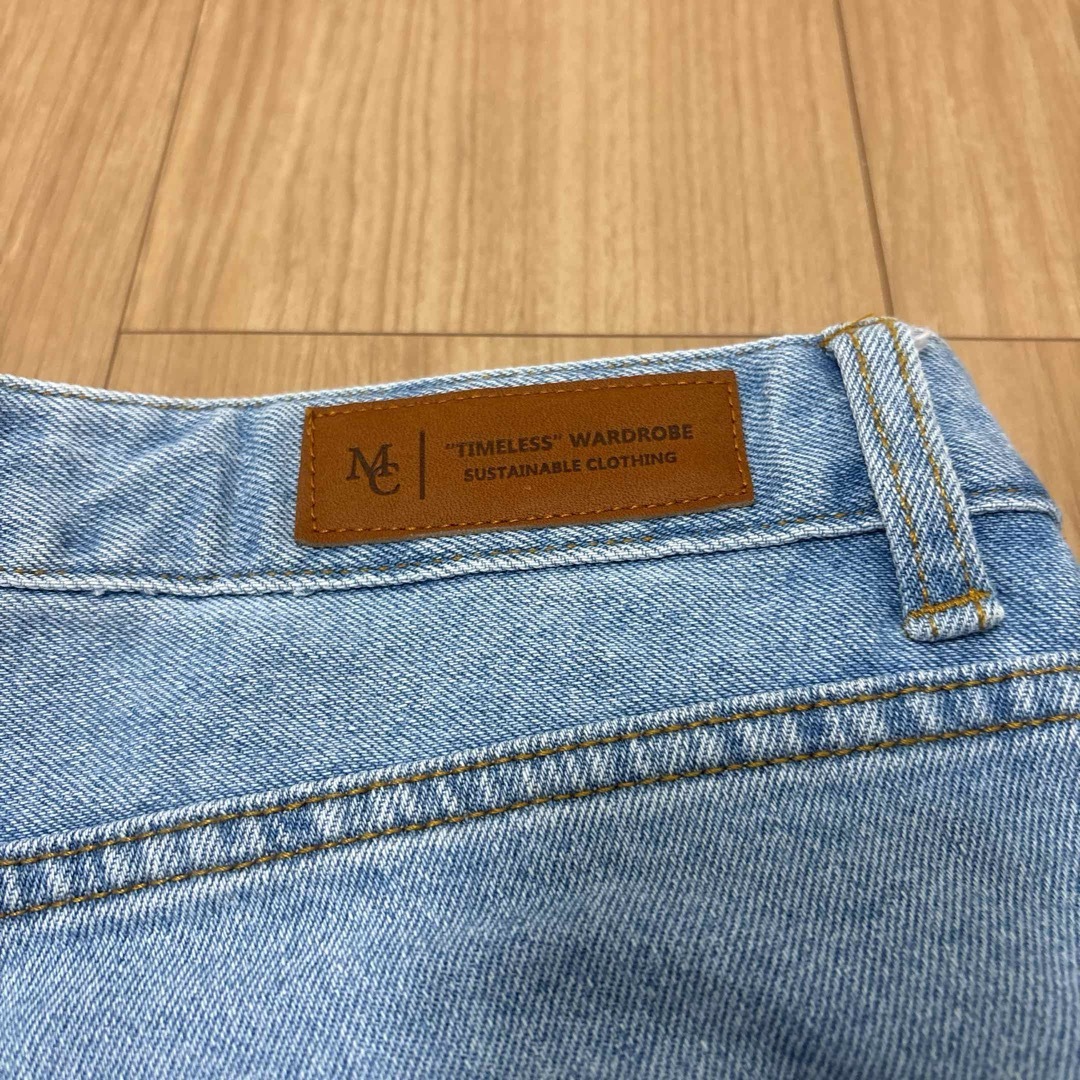 MC
"TIMELESS" WARDROBE
SUSTAINABLE CLOTHING